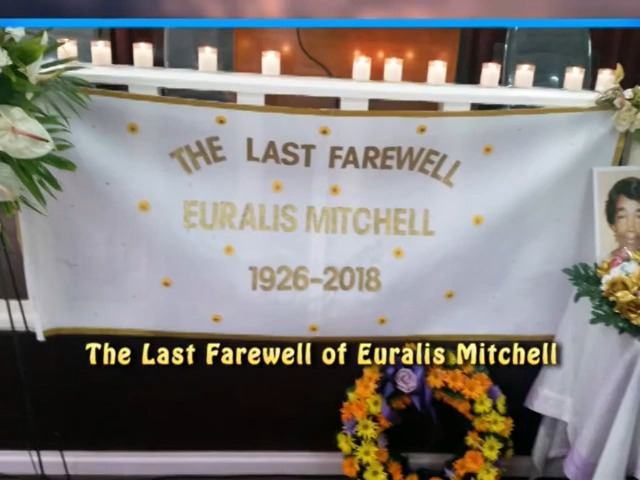 THE LAST FAREWELL
EURALIS MITCHELL
1926-2018
The Last Farewell of Euralis Mitchell